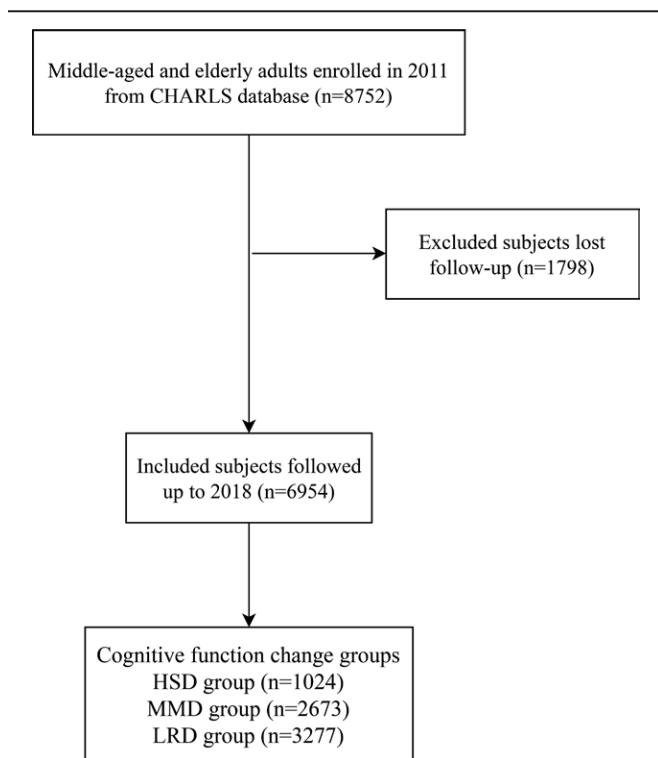 Middle-aged and elderly adults enrolled in 2011
from CHARLS database (n=8752)
Excluded subjects lost
follow-up (n=1798)
Included subjects followed
up to 2018 (n=6954)
Cognitive function change groups
HSD group (n=1024)
MMD group (n=2673)
LRD group (n=3277)